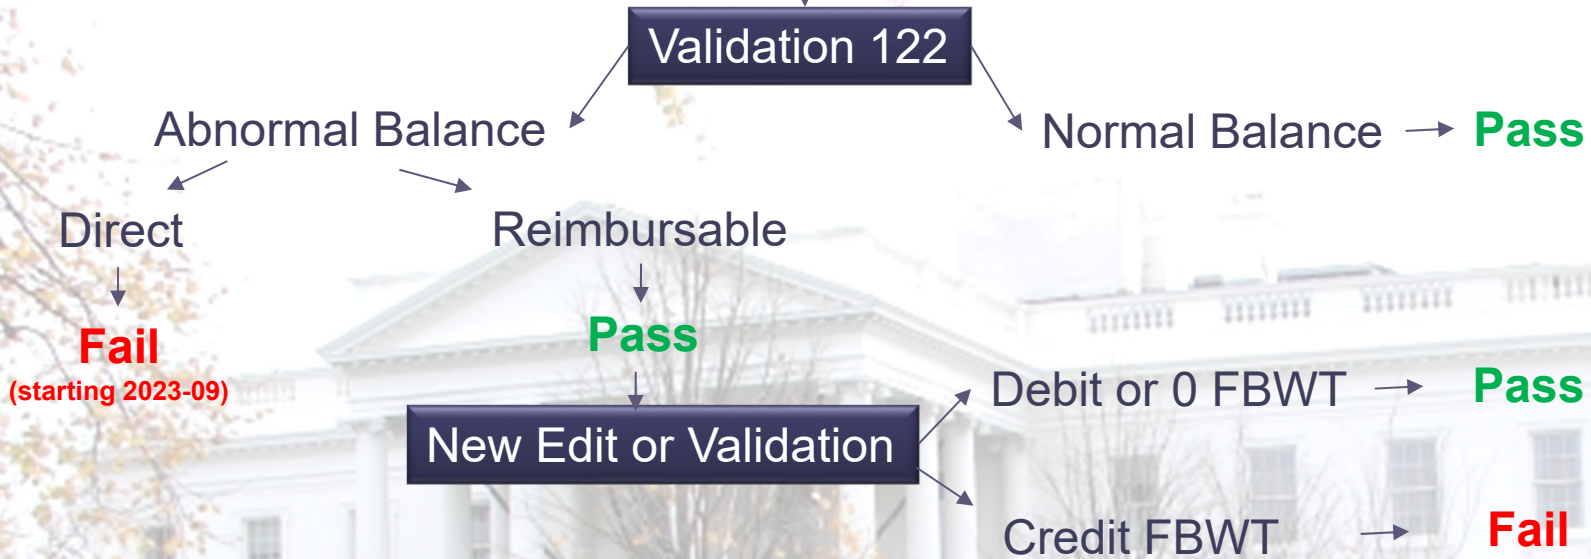 Validation 122
Abnormal Balance
Normal Balance
Pass
Direct
Reimbursable
Fail
(starting 2023-09)
Pass
New Edit or Validation
Debit or 0 FBWT
Pass
Credit FBWT
Fail